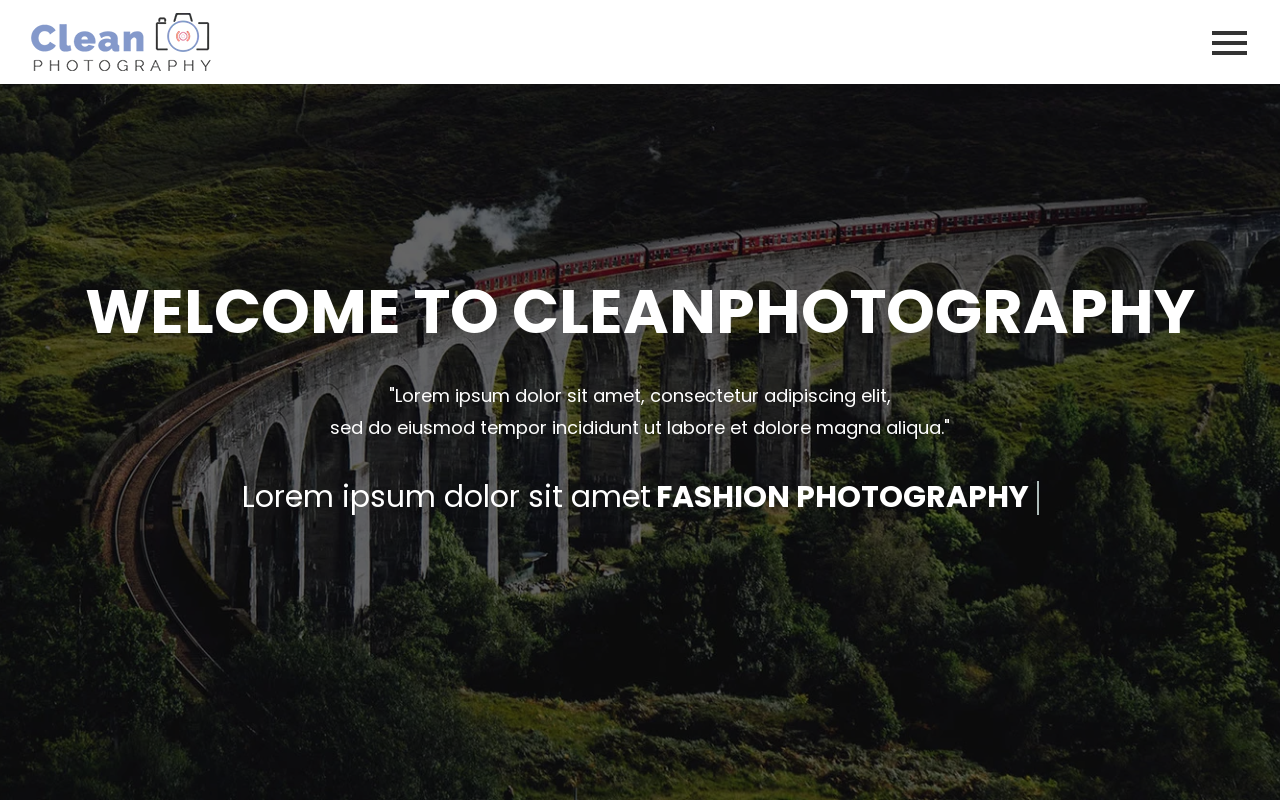 Clean
PHOTOGRAPHY
WELCOME TO CLEANPHOTOGRAPHY
"Lorem ipsum dolor sit amet, consectetur adipiscing elit,
sed do eiusmod tempor incididunt ut labore et dolore magna aliqua."
Lorem ipsum dolor sit amet FASHION PHOTOGRAPHY |